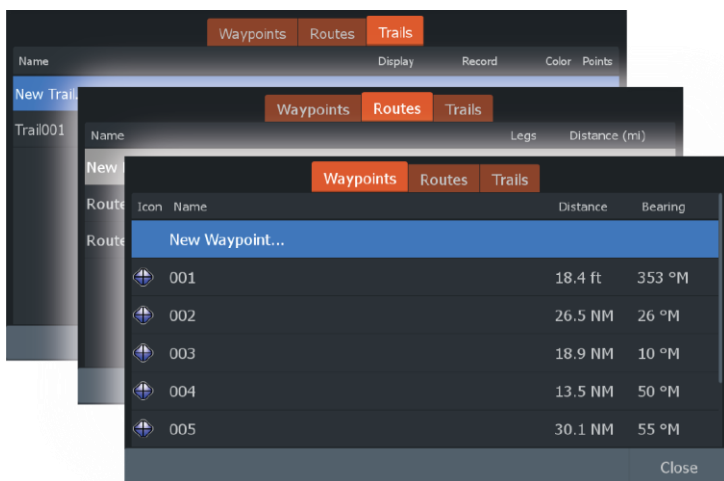 Waypoints Routes Trails
Name Display Record Color Points
New Trail
Trail001
Waypoints Routes Trails
Name Legs Distance (mi)
New
Route
Route
Waypoints Routes Trails
Icon Name Distance Bearing
New Waypoint...
001 18.4 ft 353 °M
002 26.5 NM 26 °M
003 18.9 NM 10 °M
004 13.5 NM 50 °M
005 30.1 NM 55 °M
Close